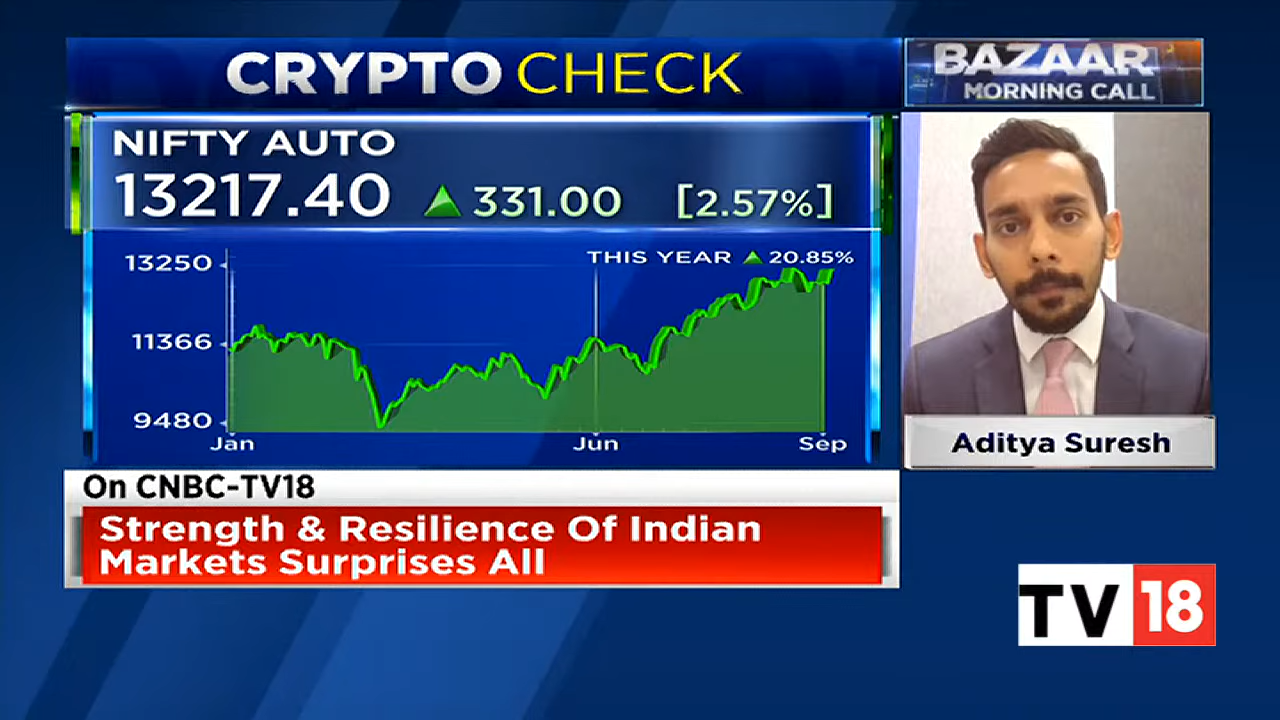 CRYPTO CHECK
BAZAAR
MORNING CALL
NIFTY AUTO
13217.40 ▲ 331.00 [2.57%]
THIS YEAR ▲ 20.85%
13250
11366
9480
Jan Jun Sep
Aditya Suresh
On CNBC-TV18
Strength & Resilience Of Indian
Markets Surprises All
TV18